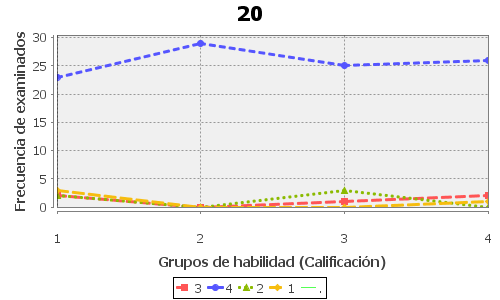 20
Frecuencia de examinados
30
25
20
15
10
5
0
1 2 3 4
Grupos de habilidad (Calificación)
3 4 2 1 .